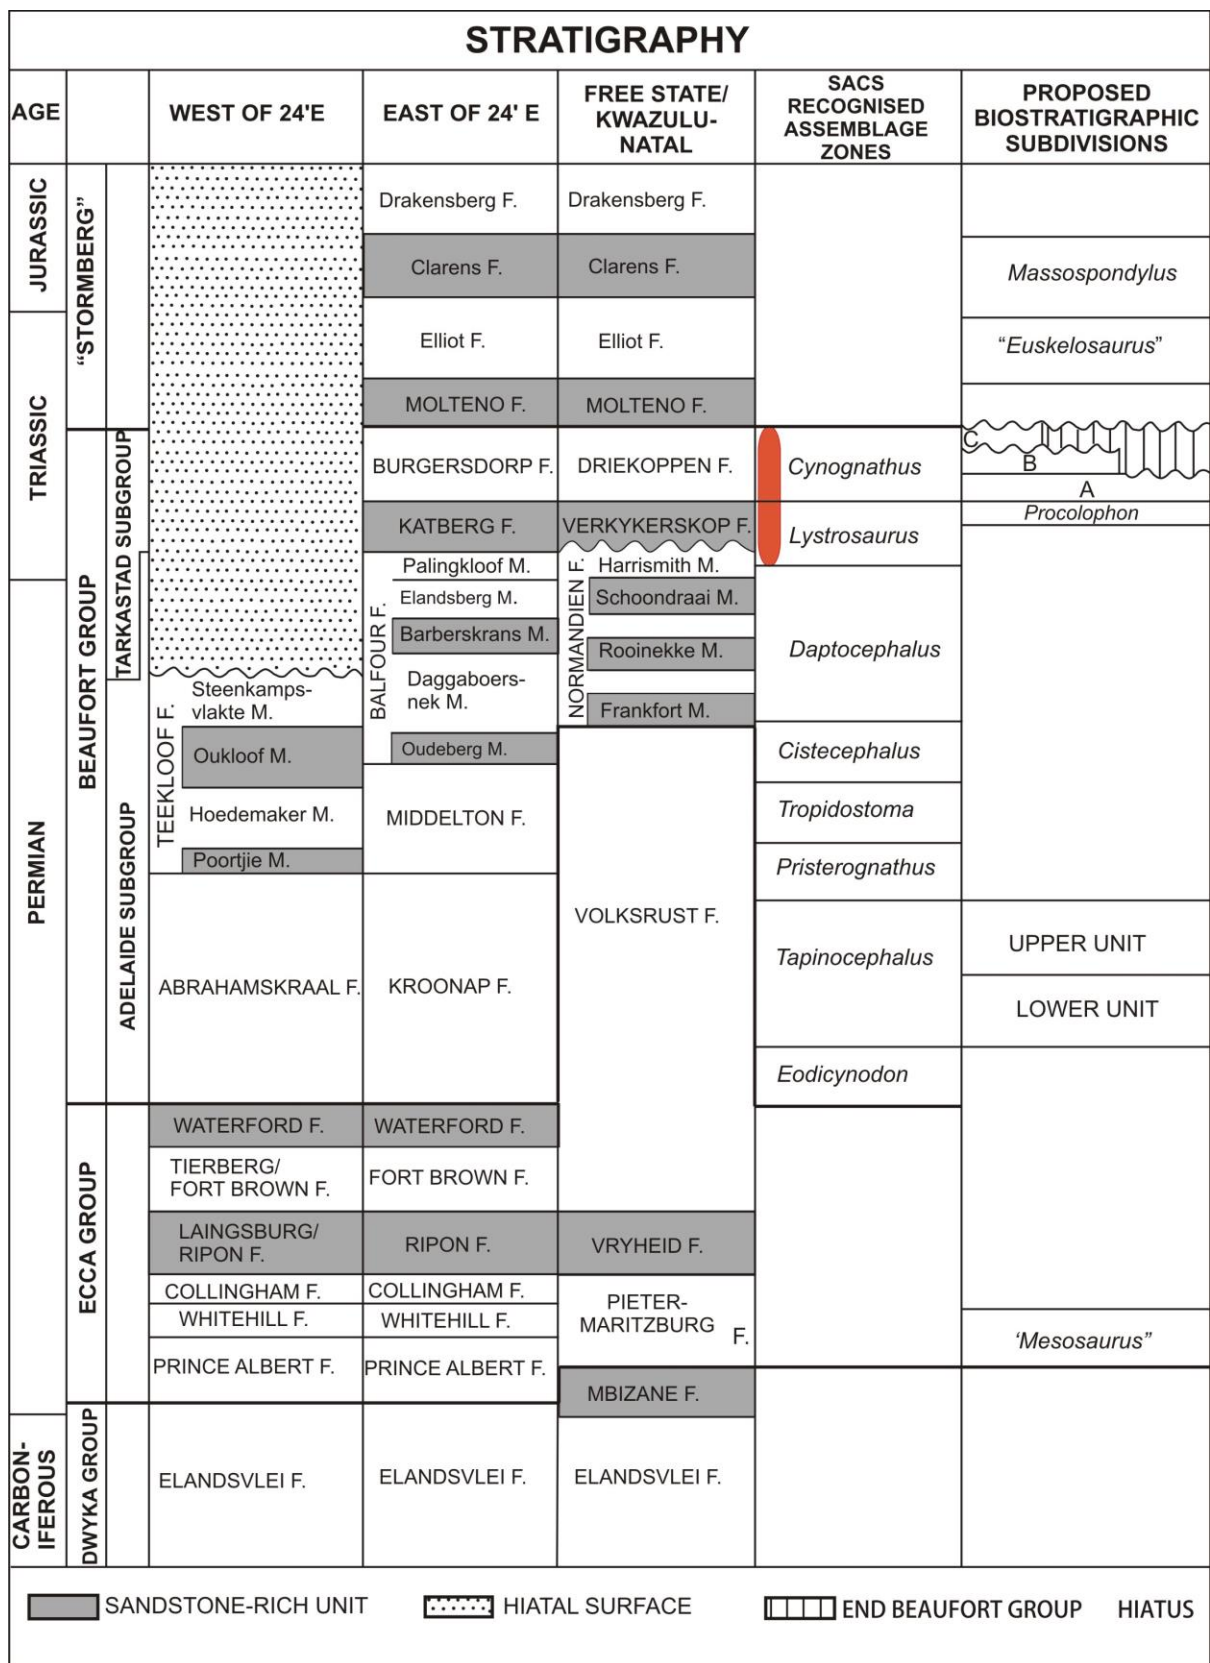 STRATIGRAPHY
AGE
WEST OF 24'E
EAST OF 24' E
FREE STATE/
KWAZULU-
NATAL
SACS
RECOGNISED
ASSEMBLAGE
ZONES
PROPOSED
BIOSTRATIGRAPHIC
SUBDIVISIONS
JURASSIC
TRIASSIC
PERMIAN
CARBON-
IFEROUS
"STORMBERG"
BEAUFORT GROUP
ECCA GROUP
DWYKA GROUP
TARKASTAD SUBGROUP
ADELAIDE SUBGROUP
TEEKLOOF F.
Steenkamps-
vlakte M.
Oukloof M.
Hoedemaker M.
Poortjie M.
ABRAHAMSKRAAL F.
WATERFORD F.
TIERBERG/
FORT BROWN F.
LAINGSBURG/
RIPON F.
COLLINGHAM F.
WHITEHILL F.
PRINCE ALBERT F.
ELANDSVLEI F.
Drakensberg F.
Clarens F.
Elliot F.
MOLTENO F.
BURGERSDORP F.
KATBERG F.
BALFOUR F.
Palingkloof M.
Elandsberg M.
Barberskrans M.
Daggaboers-
nek M.
Oudeberg M.
MIDDELTON F.
KROONAP F.
WATERFORD F.
FORT BROWN F.
RIPON F.
COLLINGHAM F.
WHITEHILL F.
PRINCE ALBERT F.
ELANDSVLEI F.
Drakensberg F.
Clarens F.
Elliot F.
MOLTENO F.
DRIEKOPPEN F.
VERKYKERSKOP F.
NORMANDIEN F.
Harrismith M.
Schoondraai M.
Rooinekke M.
Frankfort M.
VOLKSRUST F.
VRYHEID F.
PIETER-
MARITZBURG F.
MBIZANE F.
ELANDSVLEI F.
Cynognathus
Lystrosaurus
Daptocephalus
Cistecephalus
Tropidostoma
Pristerognathus
Tapinocephalus
Eodicynodon
Massospondylus
“Euskelosaurus”
C
B
A
Procolophon
UPPER UNIT
LOWER UNIT
‘Mesosaurus”
SANDSTONE-RICH UNIT
HIATAL SURFACE
END BEAUFORT GROUP HIATUS